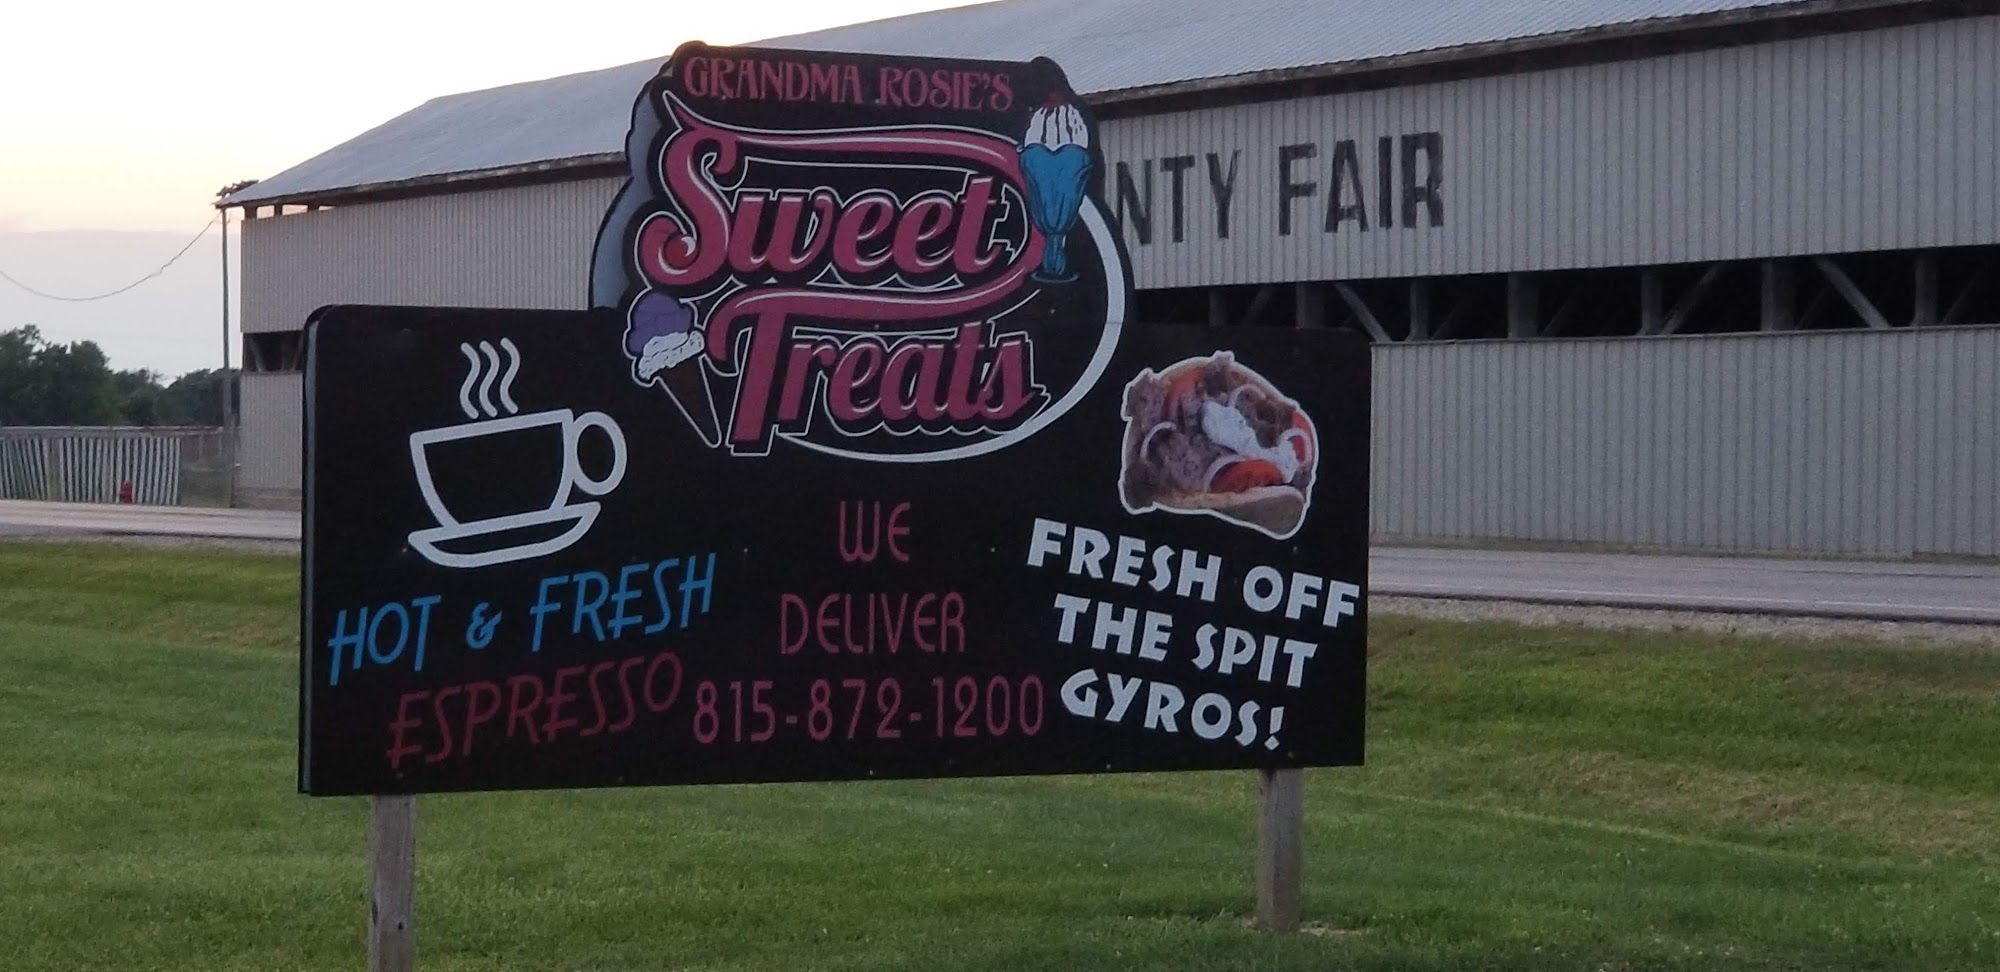 GRANDMA ROSIE'S
Sweet
Treats
NTY FAIR
HOT & FRESH
ESPRESSO
WE
DELIVER
815-872-1200
FRESH OFF
THE SPIT
GYROS!